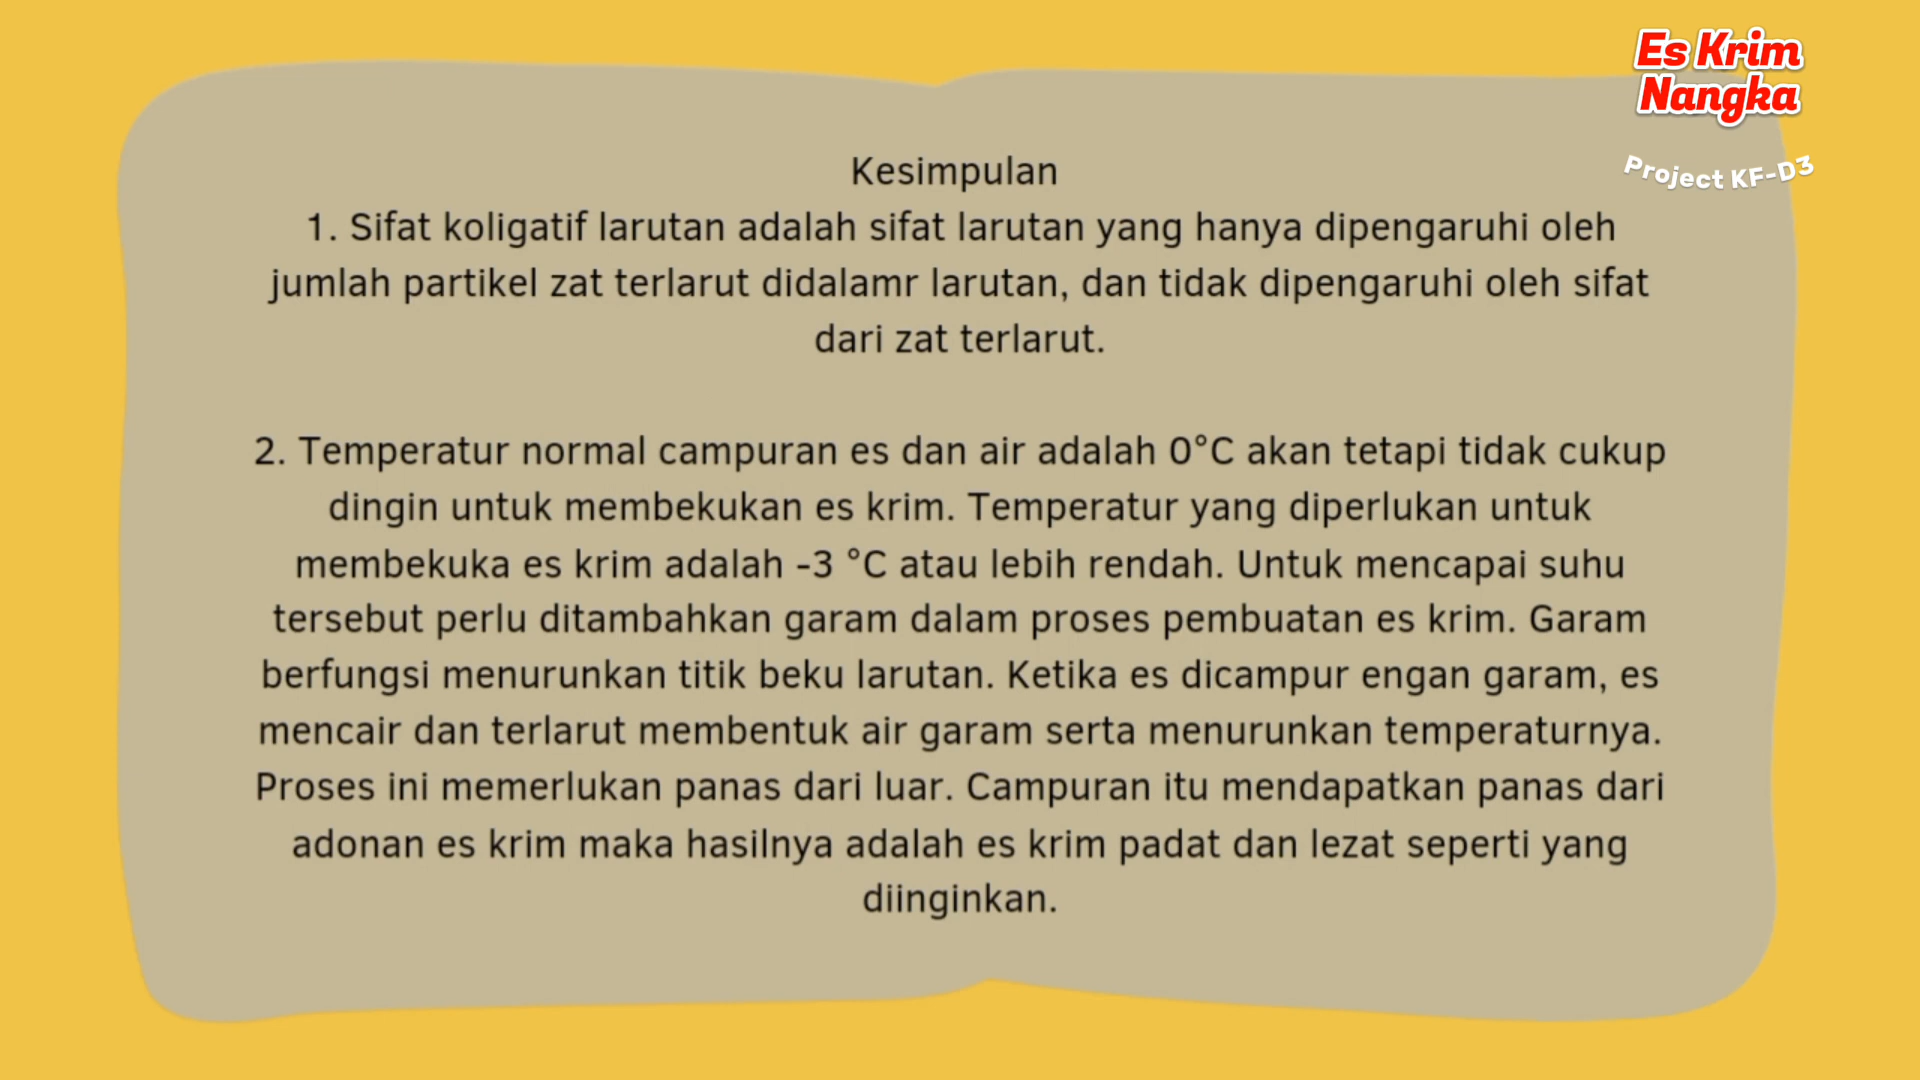 Es Krim
Nangka
Project KF-D3
Kesimpulan
1. Sifat koligatif larutan adalah sifat larutan yang hanya dipengaruhi oleh
jumlah partikel zat terlarut didalamr larutan, dan tidak dipengaruhi oleh sifat
dari zat terlarut.
2. Temperatur normal campuran es dan air adalah 0°C akan tetapi tidak cukup
dingin untuk membekukan es krim. Temperatur yang diperlukan untuk
membekuka es krim adalah -3 °C atau lebih rendah. Untuk mencapai suhu
tersebut perlu ditambahkan garam dalam proses pembuatan es krim. Garam
berfungsi menurunkan titik beku larutan. Ketika es dicampur engan garam, es
mencair dan terlarut membentuk air garam serta menurunkan temperaturnya.
Proses ini memerlukan panas dari luar. Campuran itu mendapatkan panas dari
adonan es krim maka hasilnya adalah es krim padat dan lezat seperti yang
diinginkan.